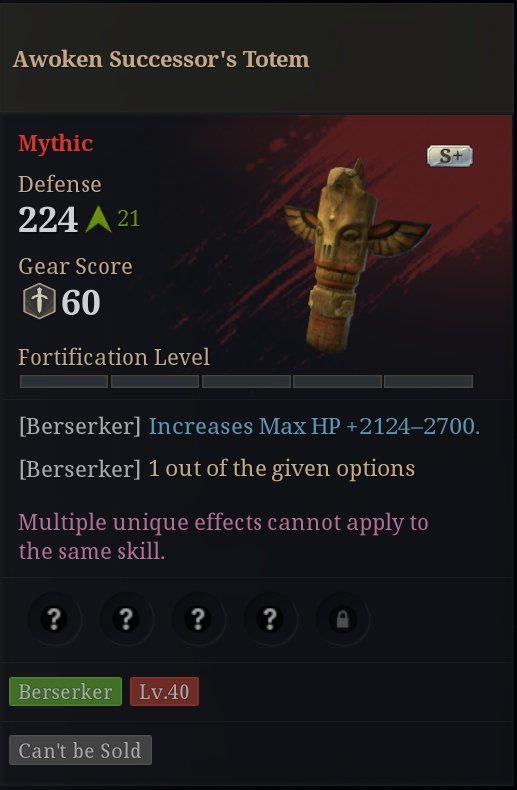 Awoken Successor's Totem
Mythic
S+
Defense
224 21
Gear Score
60
Fortification Level
[Berserker] Increases Max HP +2124–2700.
[Berserker] 1 out of the given options
Multiple unique effects cannot apply to
the same skill.
? ? ? ?
Berserker Lv.40
Can't be Sold